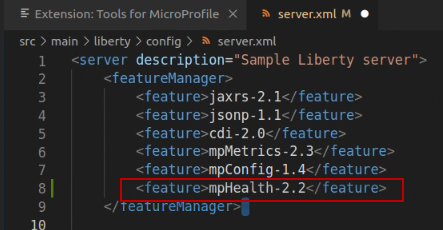 Extension: Tools for MicroProfile
server.xml M
src > main > liberty > config > server.xml
1 <server description="Sample Liberty server">
2 <featureManager>
3 <feature>jaxrs-2.1</feature>
4 <feature>jsonp-1.1</feature>
5 <feature>cdi-2.0</feature>
6 <feature>mpMetrics-2.3</feature>
7 <feature>mpConfig-1.4</feature>
8 <feature>mpHealth-2.2</feature>
9 </featureManager>
10